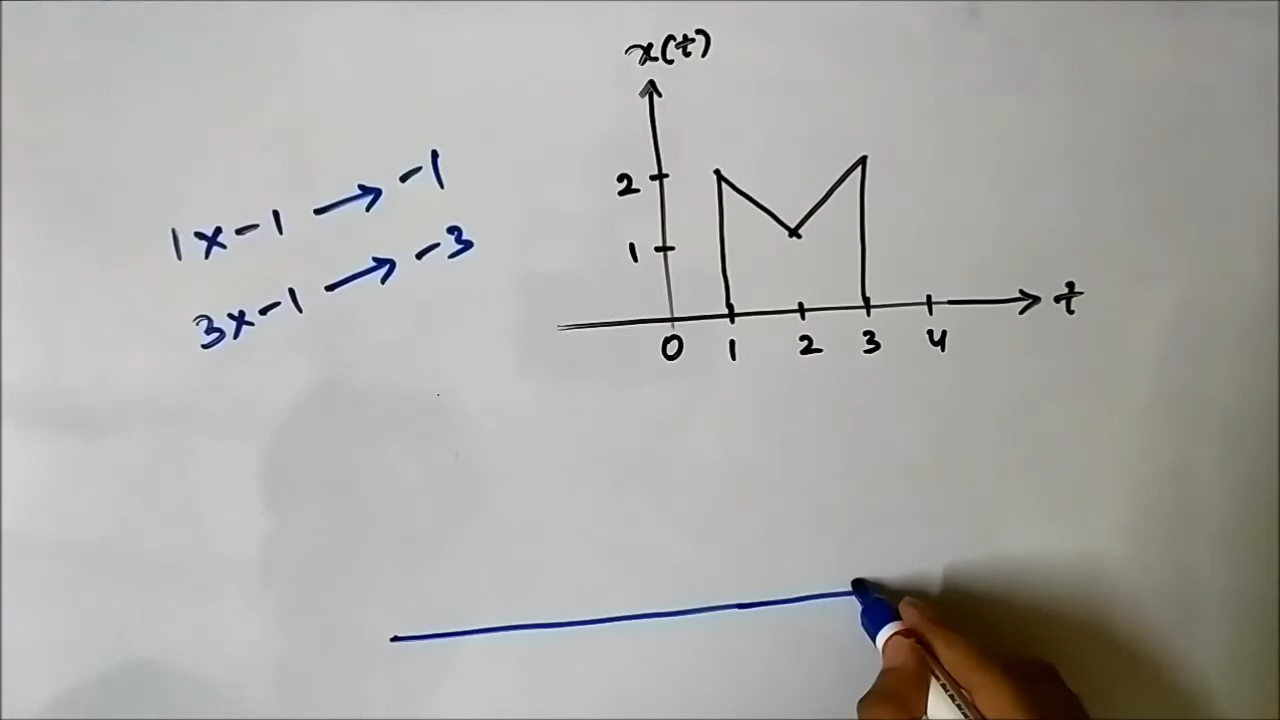 x(t)
1x-1 → -1
3x-1 → -3
2
1
0 1 2 3 4 t